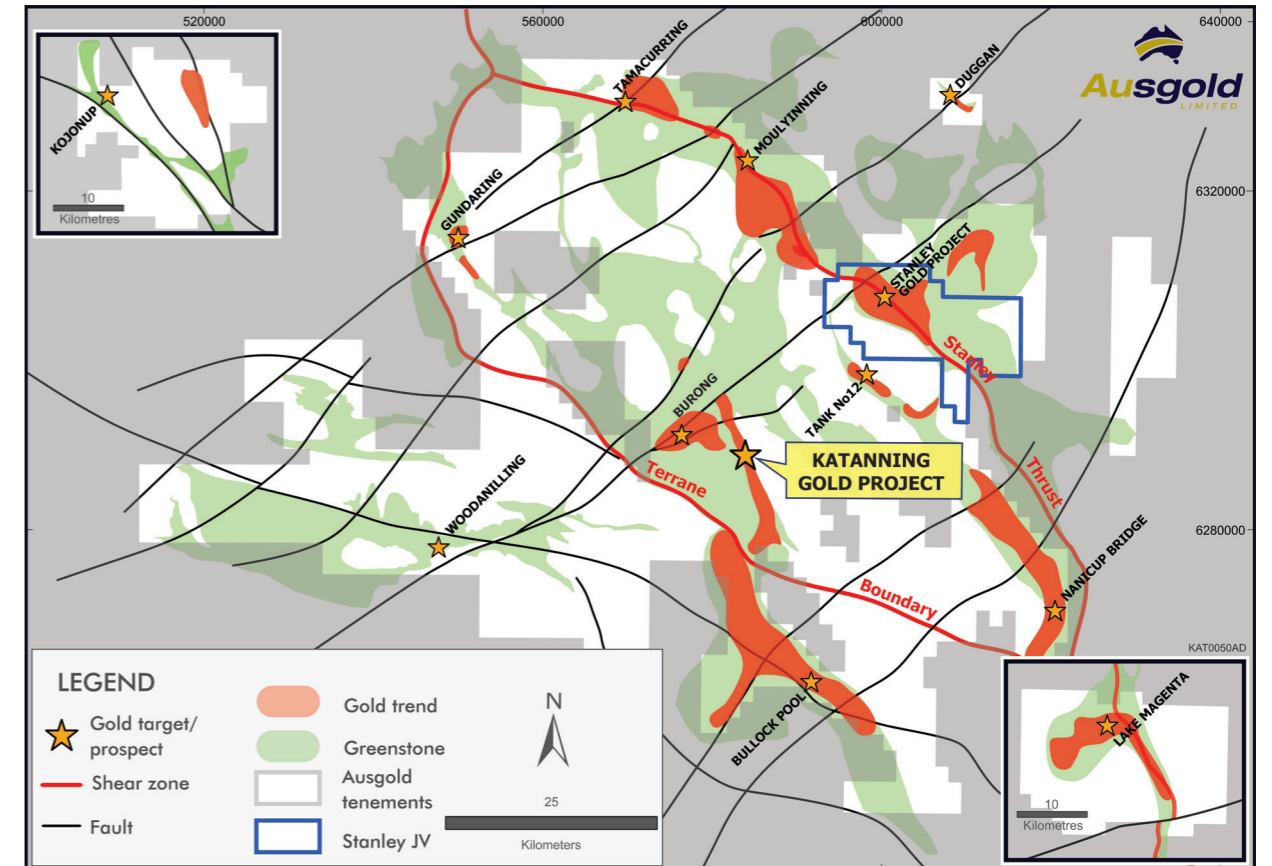 520000
560000
600000
640000
6320000
6280000
Ausgold
LIMITED
KOJONUP
10
Kilometres
TAMACURRING
MOULYINNING
DUGGAN
GUNDARING
STANLEY
GOLD PROJECT
Stanley
TANK No12
BURONG
KATANNING
GOLD PROJECT
Terrane
Thrust
WOODANILLING
NANICUP BRIDGE
Boundary
BULLOCK POOL
KAT0050AD
LEGEND
Gold target/
prospect
Shear zone
Fault
Gold trend
Greenstone
Ausgold
tenements
Stanley JV
N
25
Kilometers
LAKE MAGENTA
10
Kilometres